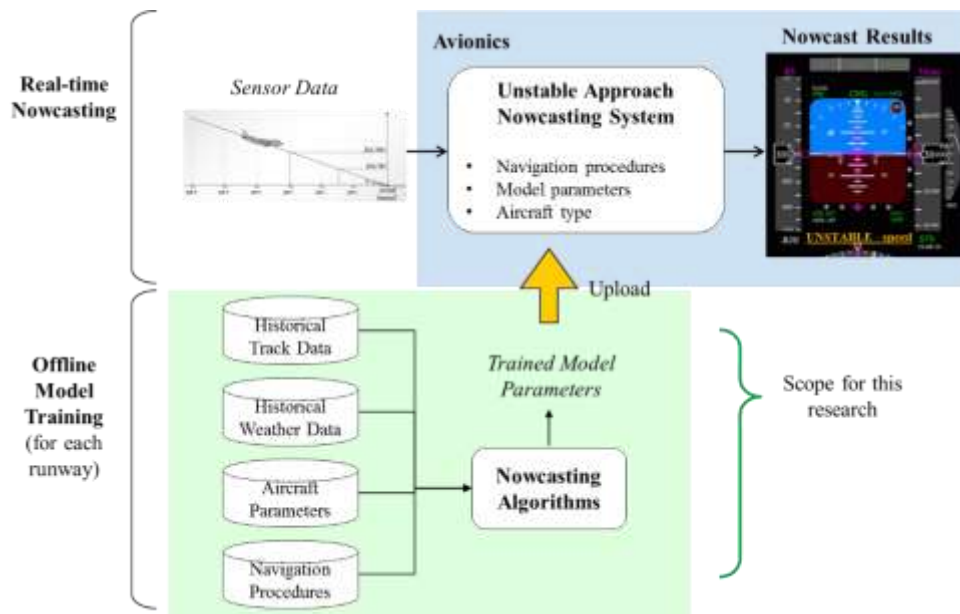 Real-time
Nowcasting
Sensor Data
Avionics
Unstable Approach
Nowcasting System
• Navigation procedures
• Model parameters
• Aircraft type
Nowcast Results
UNSTABLE
Upload
Offline
Model
Training
(for each
runway)
Historical
Track Data
Historical
Weather Data
Aircraft
Parameters
Navigation
Procedures
Trained Model
Parameters
Nowcasting
Algorithms
Scope for this
research